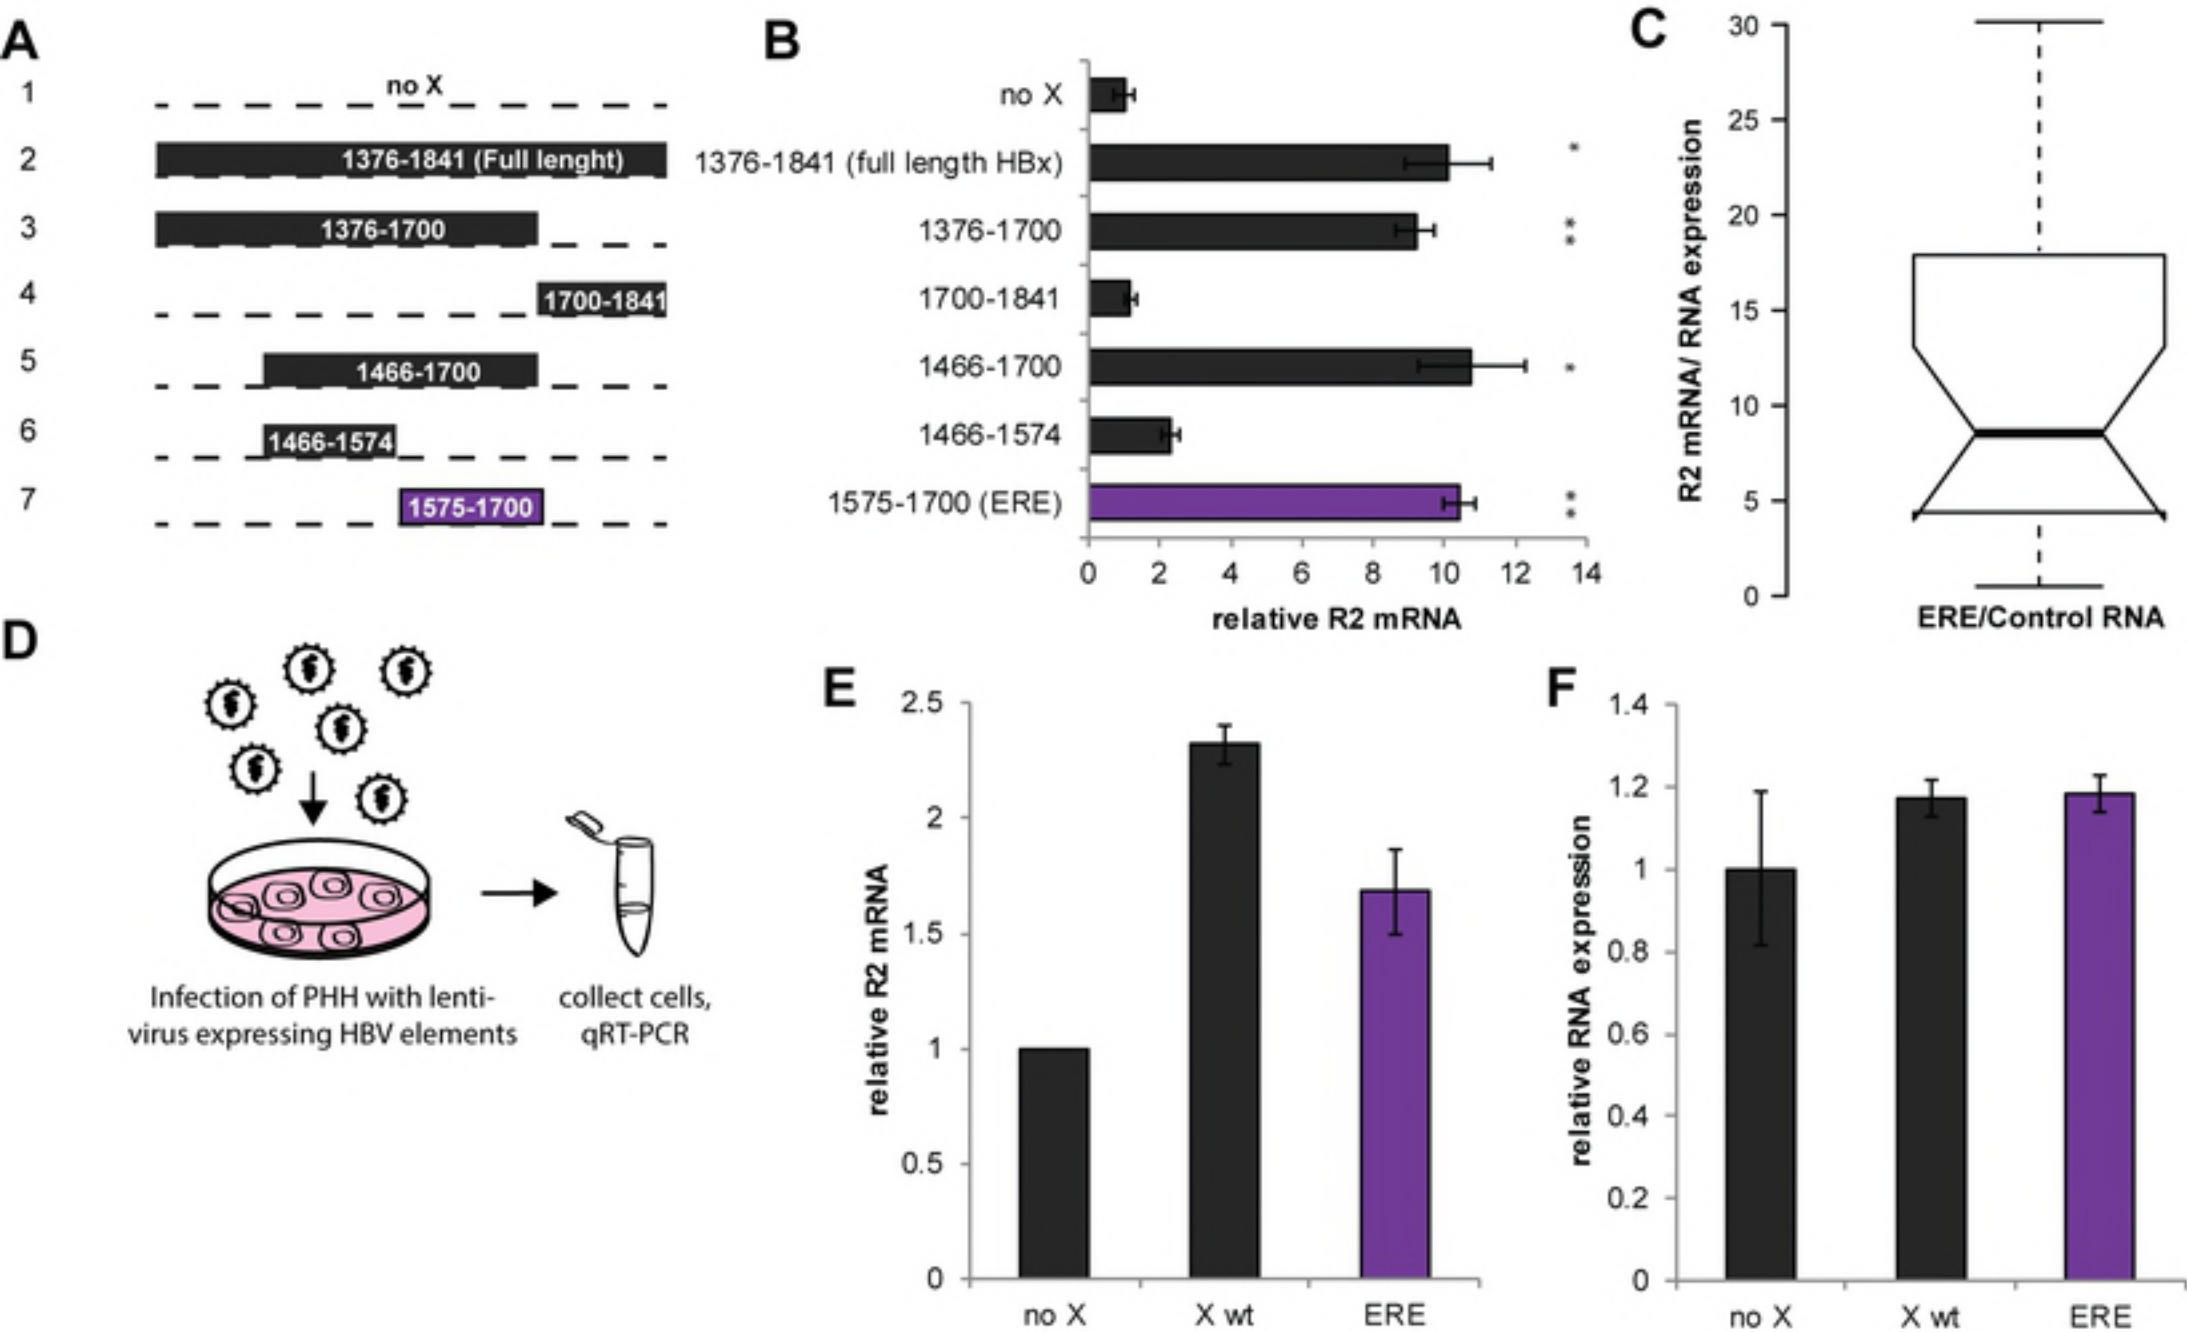 A
1
no X
2
1376-1841 (Full lenght)
3
1376-1700
4
1700-1841
5
1466-1700
6
1466-1574
7
1575-1700
B
no X
*
1376-1841 (full length HBx)
1376-1700
**
1700-1841
1466-1700
*
1466-1574
1575-1700 (ERE)
**
0 2 4 6 8 10 12 14
relative R2 mRNA
C
R2 mRNA/ RNA expression
30
25
20
15
10
5
0
ERE/Control RNA
D
Infection of PHH with lenti-
virus expressing HBV elements
collect cells,
qRT-PCR
E
relative R2 mRNA
2.5
2
1.5
1
0.5
0
no X X wt ERE
F
relative RNA expression
1.4
1.2
1
0.8
0.6
0.4
0.2
0
no X X wt ERE